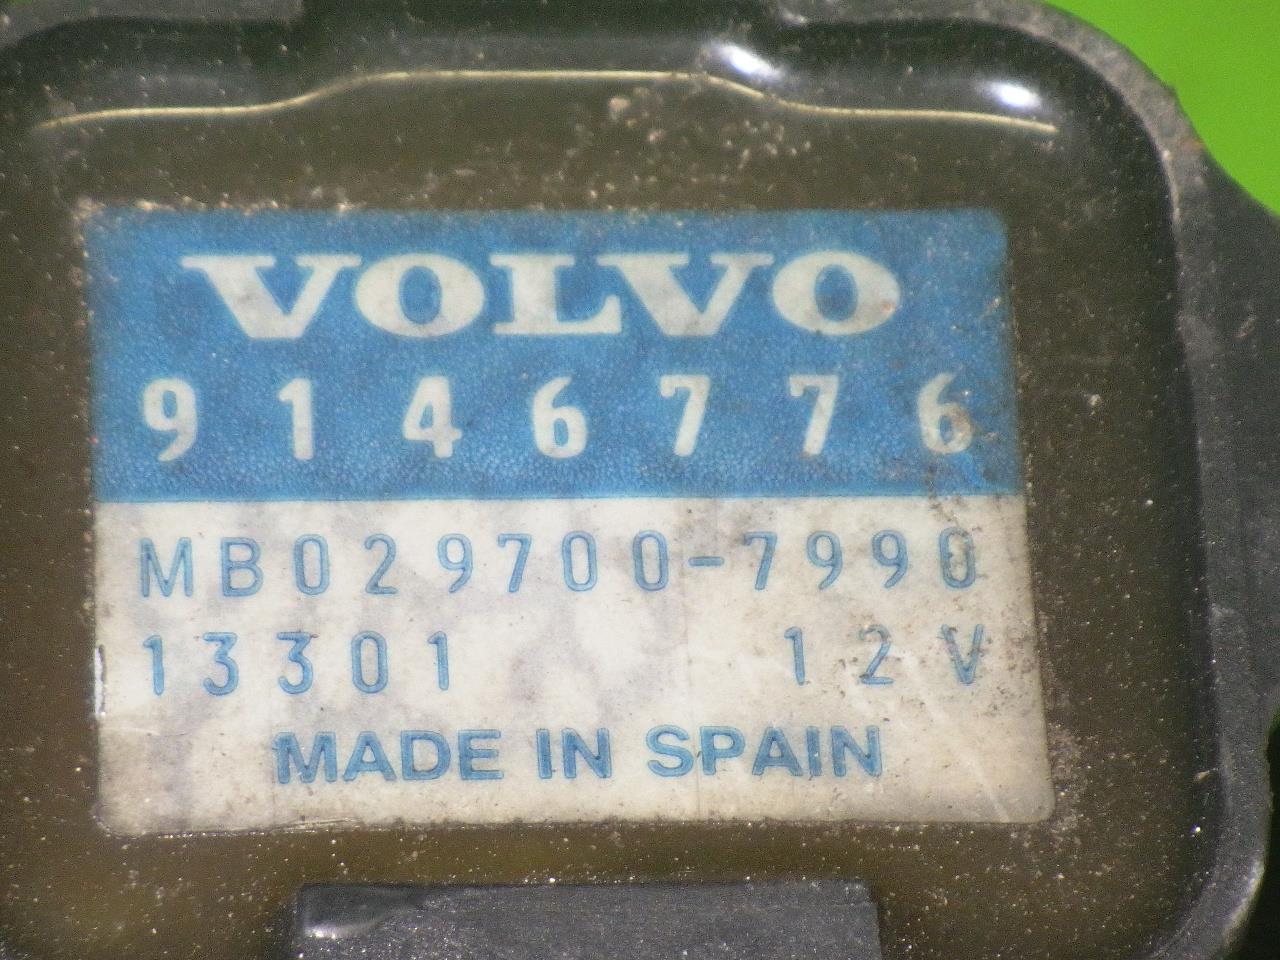 VOLVO
9146776
MB029700-7990
13301 12V
MADE IN SPAIN